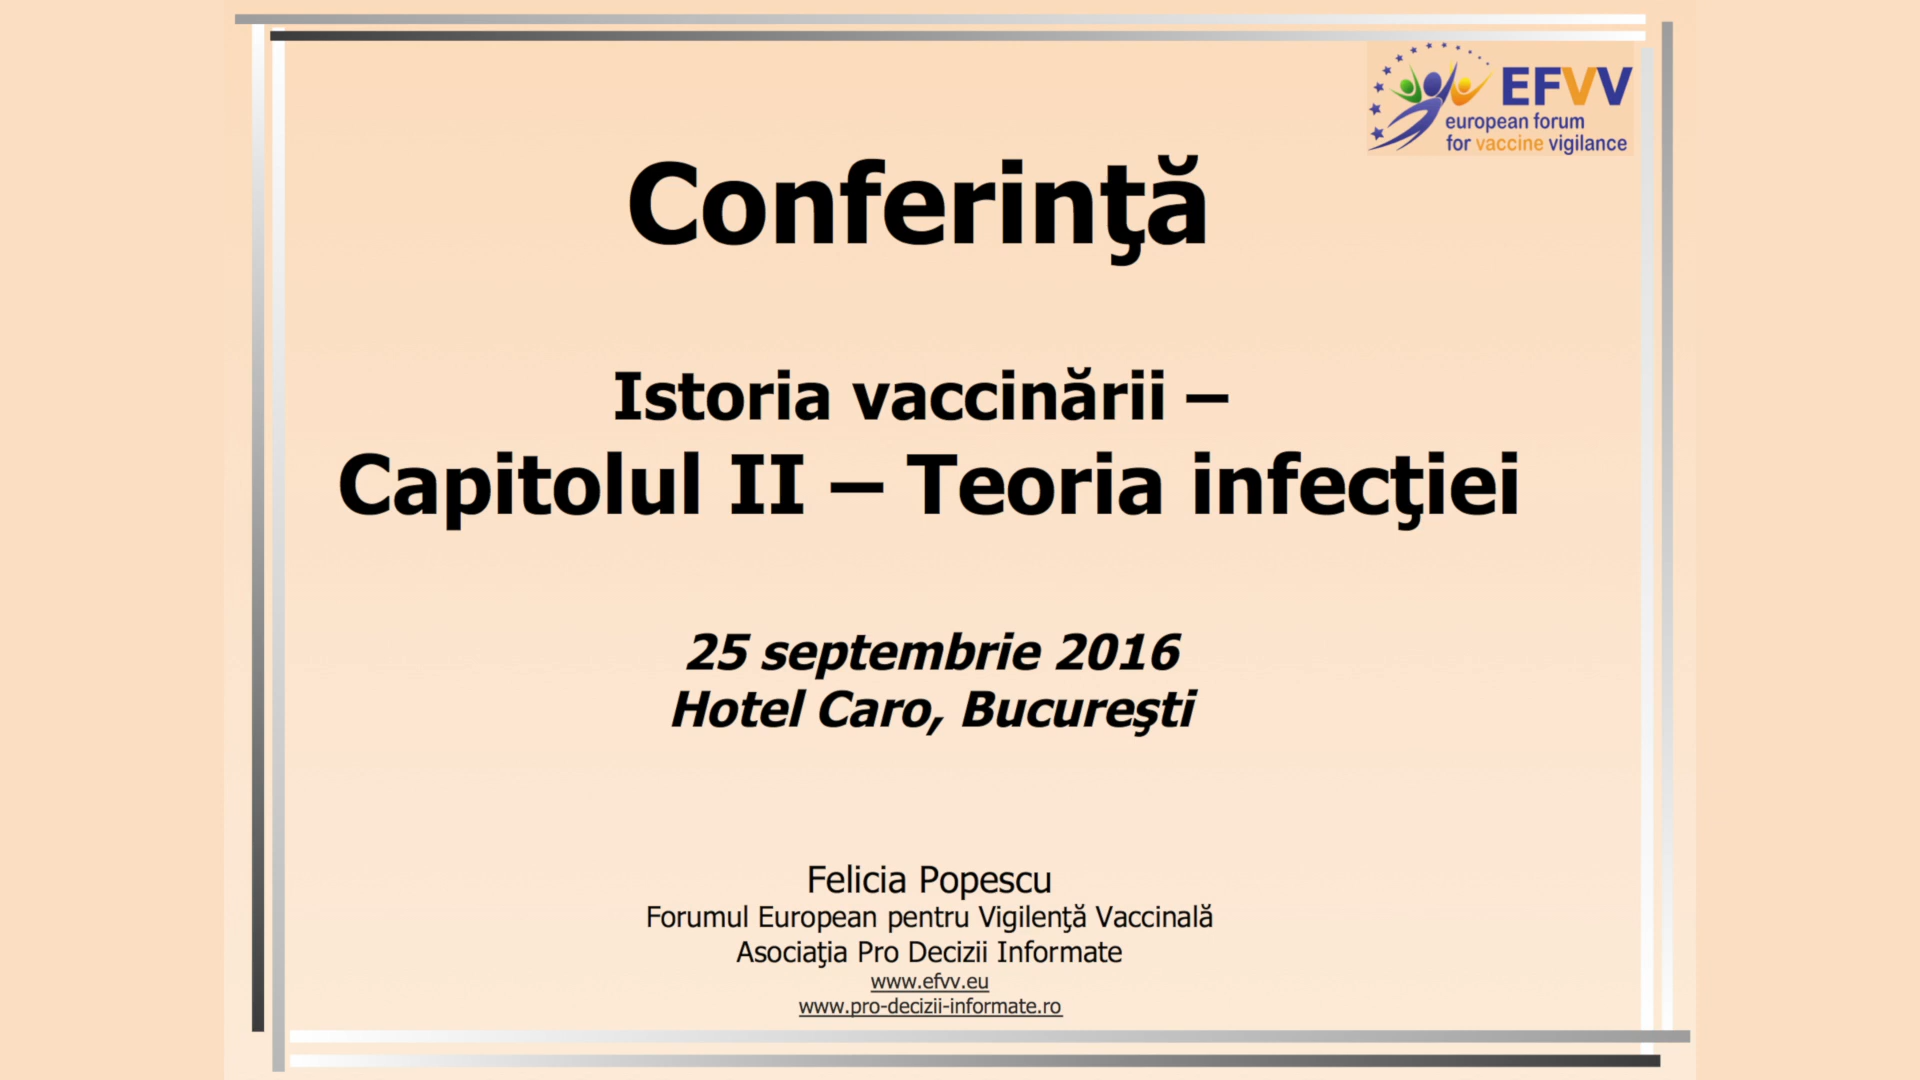 EFVV
european forum
for vaccine vigilance
Conferinţă
Istoria vaccinării –
Capitolul II – Teoria infecţiei
25 septembrie 2016
Hotel Caro, Bucureşti
Felicia Popescu
Forumul European pentru Vigilenţă Vaccinală
Asociaţia Pro Decizii Informate
www.efvv.eu
www.pro-decizii-informate.ro